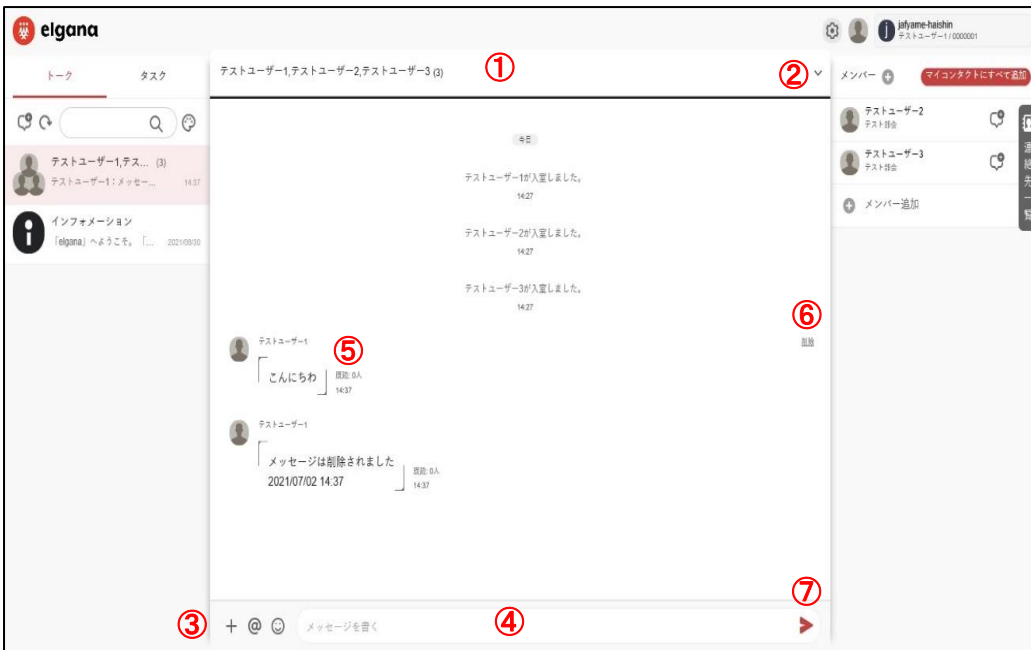 elgana
jafyame-haishin
テストユーザー1 / 0000001
トーク
タスク
テストユーザー1,テストユーザー2,テストユーザー3 (3)
①
②
メンバー
マイコンタクトにすべて追加
テストユーザー1,テス... (3)
テストユーザー1：メッセー...
14:37
インフォメーション
「elgana」へようこそ。「...
2021/06/30
今日
テストユーザー1が入室しました。
14:27
テストユーザー2が入室しました。
14:27
テストユーザー3が入室しました。
14:27
テストユーザー2
テスト部会
テストユーザー3
テスト部会
メンバー追加
連絡先一覧
⑥
削除
テストユーザー1
⑤
こんにちわ
既読: 0人
14:37
テストユーザー1
メッセージは削除されました
2021/07/02 14:37
既読: 0人
14:37
⑦
③
@
メッセージを書く
④